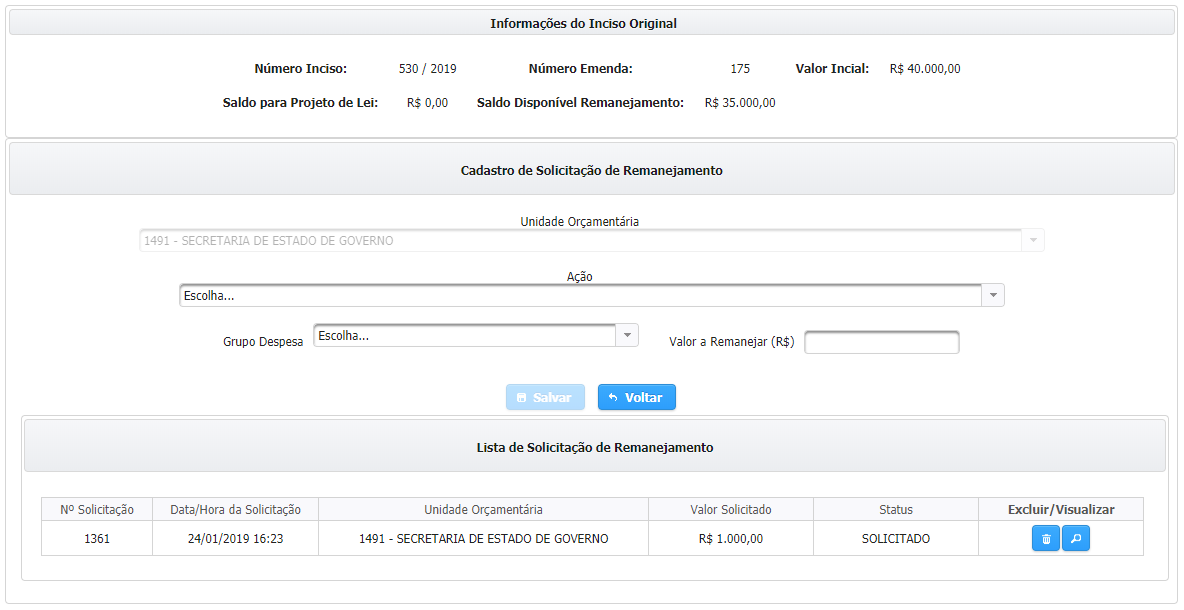 Informações do Inciso Original
Número Inciso: 530 / 2019 Número Emenda: 175 Valor Incial: R$ 40.000,00
Saldo para Projeto de Lei: R$ 0,00 Saldo Disponível Remanejamento: R$ 35.000,00
Cadastro de Solicitação de Remanejamento
Unidade Orçamentária
1491 - SECRETARIA DE ESTADO DE GOVERNO
Ação
Escolha...
Grupo Despesa Escolha... Valor a Remanejar (R$)
Salvar Voltar
Lista de Solicitação de Remanejamento
Nº Solicitação Data/Hora da Solicitação Unidade Orçamentária Valor Solicitado Status Excluir/Visualizar
1361 24/01/2019 16:23 1491 - SECRETARIA DE ESTADO DE GOVERNO R$ 1.000,00 SOLICITADO